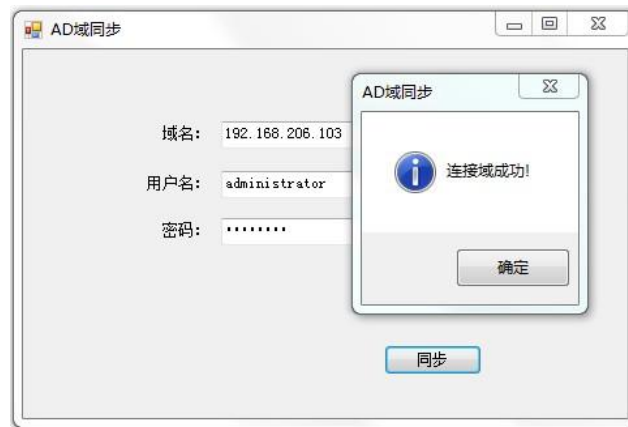 AD域同步
AD域同步
域名： 192.168.206.103
连接域成功!
用户名： administrator
密码： ••••••••
确定
同步